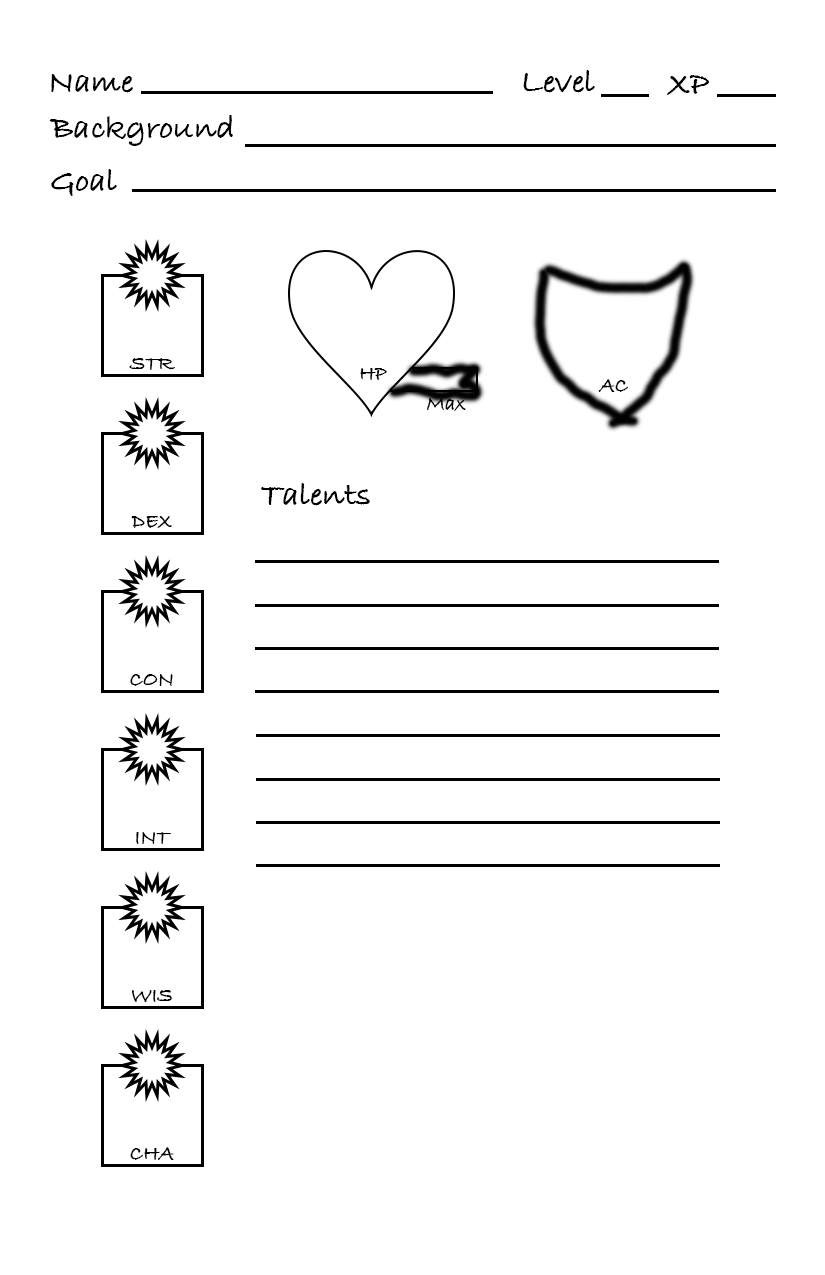 Name Level XP
Background
Goal
STR
HP
Max
AC
DEX
Talents
CON
INT
WIS
CHA